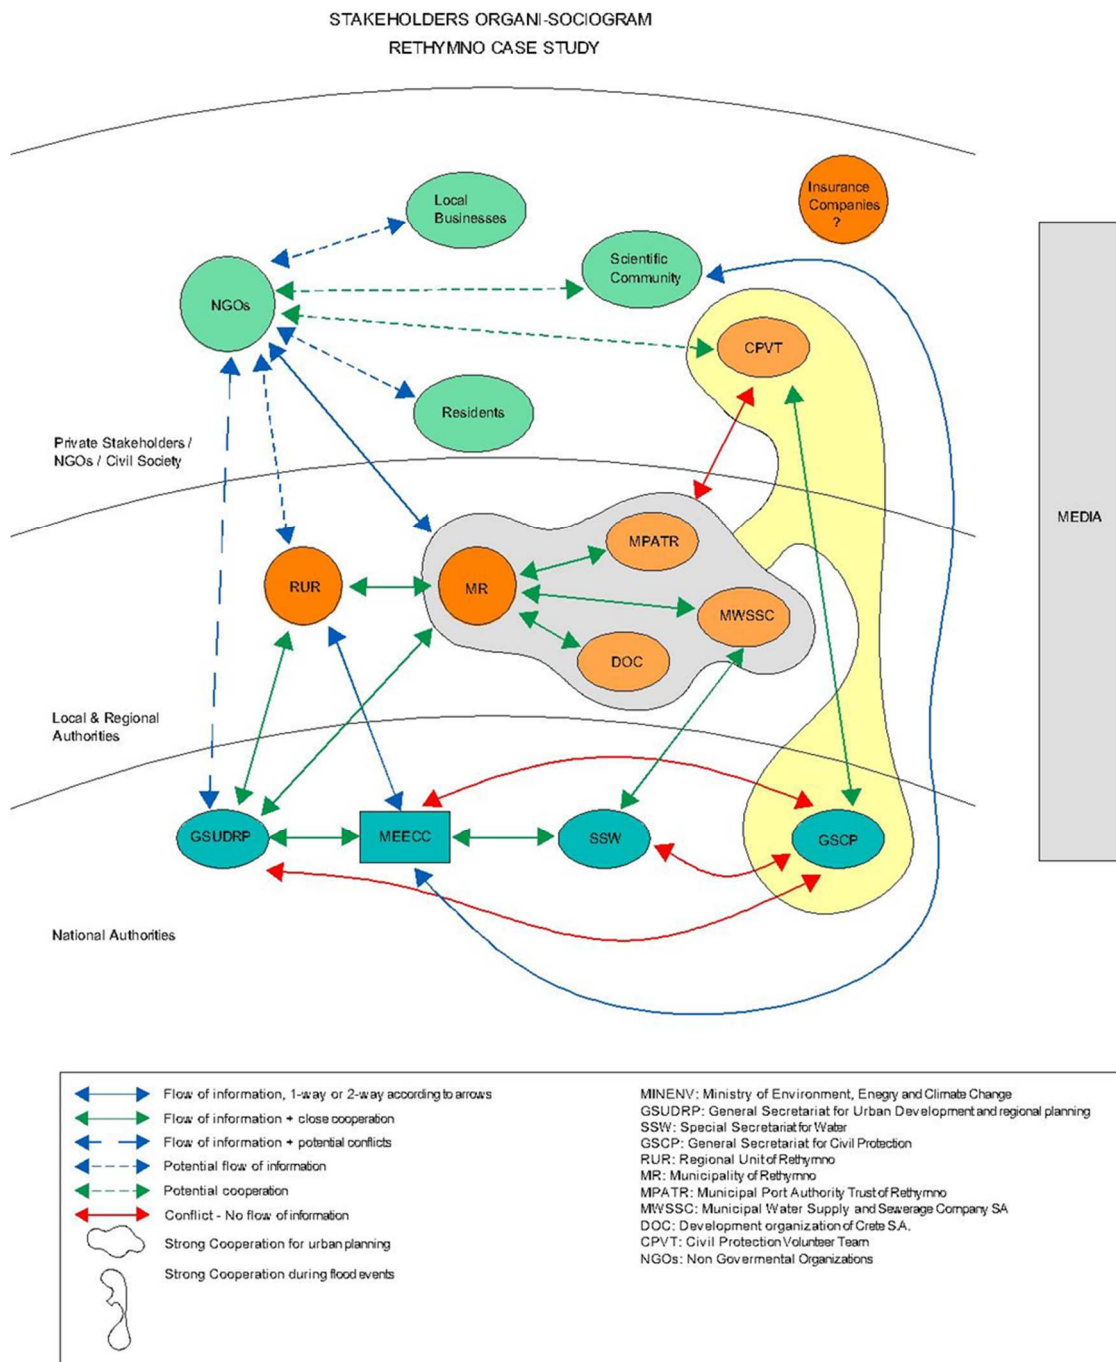 STAKEHOLDERS ORGANI-SOCIOGRAM
RETHYMNO CASE STUDY
Insurance
Companies
?
Local
Businesses
Scientific
Community
NGOs
CPVT
Residents
Private Stakeholders /
NGOs / Civil Society
MEDIA
MPATR
RUR
MR
MWSSC
DOC
Local & Regional
Authorities
GSUDRP
MEECC
SSW
GSCP
National Authorities
Flow of information, 1-way or 2-way according to arrows
Flow of information + close cooperation
Flow of information + potential conflicts
Potential flow of information
Potential cooperation
Conflict - No flow of information
Strong Cooperation for urban planning
Strong Cooperation during flood events
MINENV: Ministry of Environment, Enegry and Climate Change
GSUDRP: General Secretariat for Urban Development and regional planning
SSW: Special Secretariat for Water
GSCP: General Secretariat for Civil Protection
RUR: Regional Unit of Rethymno
MR: Municipality of Rethymno
MPATR: Municipal Port Authority Trust of Rethymno
MWSSC: Municipal Water Supply and Sewerage Company SA
DOC: Development organization of Crete S.A.
CPVT: Civil Protection Volunteer Team
NGOs: Non Govermental Organizations